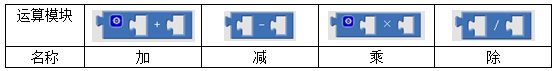 运算模块 + - × /
名称 加 减 乘 除